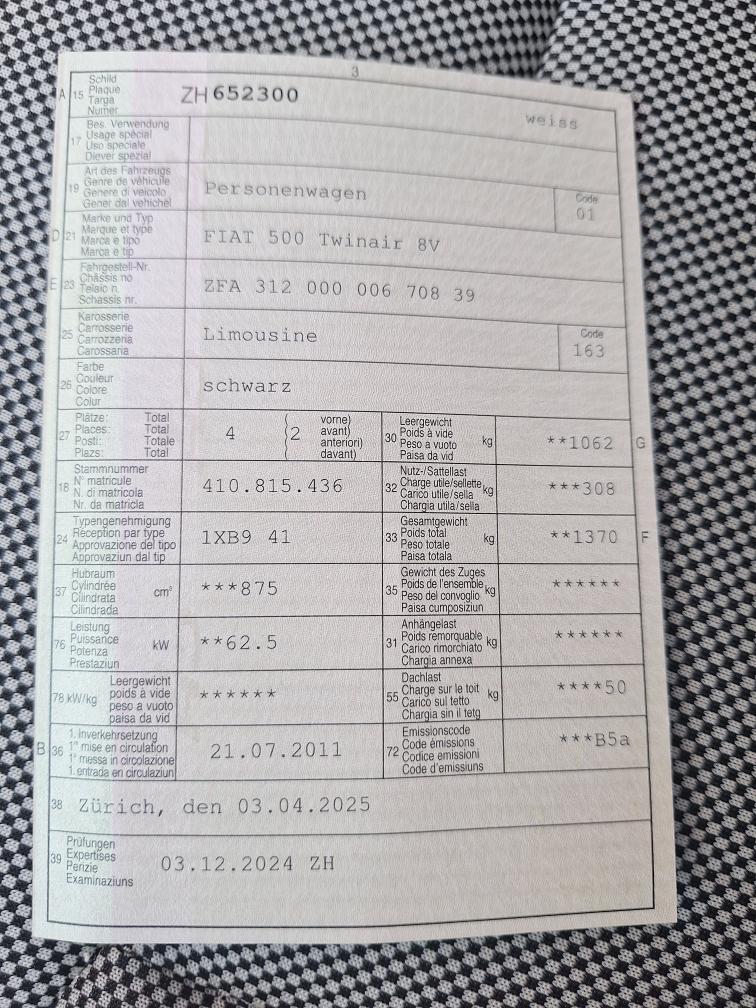 3
A 15 Schild
Plaque
Targa
Numer
ZH 652300
weiss
17 Bes. Verwendung
Usage spécial
Uso speciale
Diever spezial
19 Art des Fahrzeugs
Genre de véhicule
Genere di veicolo
Gener dal vehichel
Personenwagen
Code
01
D 21 Marke und Typ
Marque et type
Marca e tipo
Marca e tip
FIAT 500 Twinair 8V
E 23 Fahrgestell-Nr.
Châssis no
Telaio n.
Schassis nr.
ZFA 312 000 006 708 39
25 Karosserie
Carrosserie
Carrozzeria
Carossaria
Limousine
Code
163
26 Farbe
Couleur
Colore
Colur
schwarz
27 Plätze: Total
Places: Total
Posti: Totale
Plazs: Total
4 (2 vorne)
avant)
anteriori)
davant)
30 Leergewicht
Poids à vide
Peso a vuoto
Paisa da vid
kg
**1062 G
18 Stammnummer
N° matricule
N. di matricola
Nr. da matricla
410.815.436
32 Nutz-/Sattellast
Charge utile/sellette
Carico utile/sella
Chargia utila/sella
kg
***308
24 Typengenehmigung
Réception par type
Approvazione del tipo
Approvaziun dal tip
1XB9 41
33 Gesamtgewicht
Poids total
Peso totale
Paisa totala
kg
**1370 F
37 Hubraum
Cylindrée
Cilindrata
Cilindrada
cm³
***875
35 Gewicht des Zuges
Poids de l'ensemble
Peso del convoglio
Paisa cumposiziun
kg
******
76 Leistung
Puissance
Potenza
Prestaziun
kW
**62.5
31 Anhängelast
Poids remorquable
Carico rimorchiato
Chargia annexa
kg
******
78 kW/kg Leergewicht
poids à vide
peso a vuoto
paisa da vid
******
55 Dachlast
Charge sur le toit
Carico sul tetto
Chargia sin il tetg
kg
****50
B 36 1. Inverkehrsetzung
1re mise en circulation
1a messa in circolazione
1. entrada en circulaziun
21.07.2011
72 Emissionscode
Code émissions
Codice emissioni
Code d'emissiuns
***B5a
38 Zürich, den 03.04.2025
39 Prüfungen
Expertises
Perizie
Examinaziuns
03.12.2024 ZH